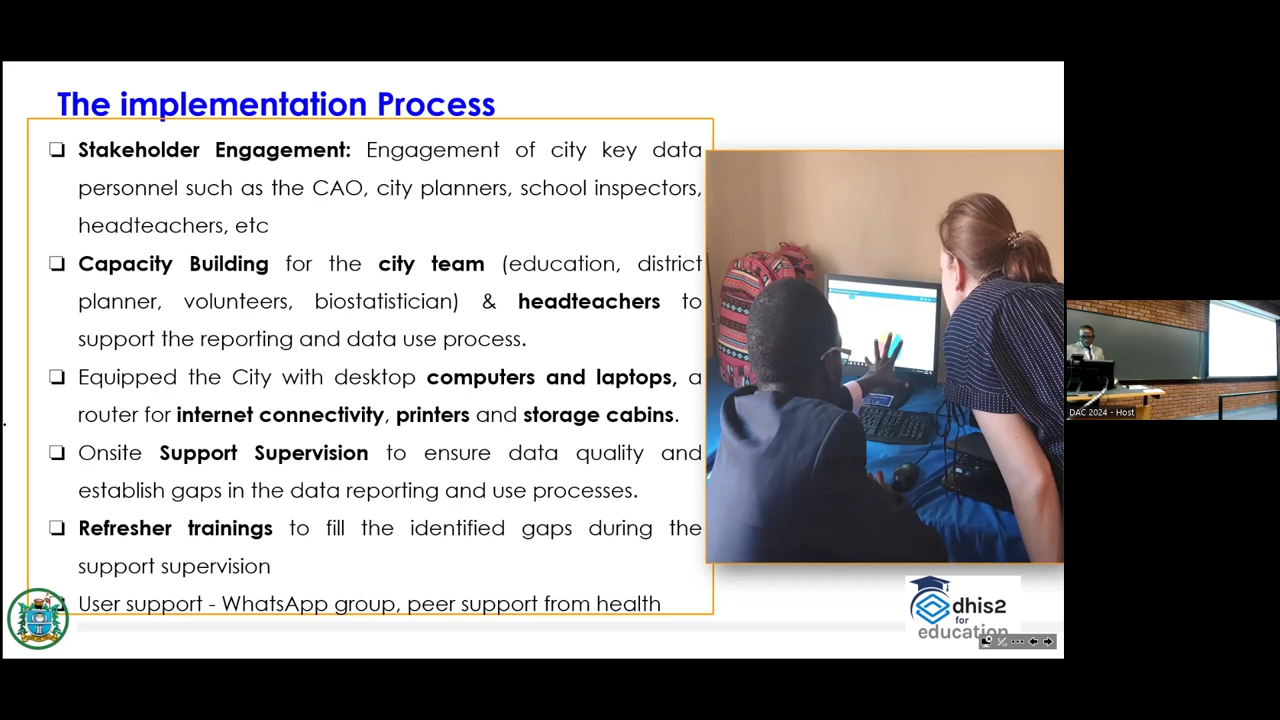 The implementation Process
❏ Stakeholder Engagement: Engagement of city key data
personnel such as the CAO, city planners, school inspectors,
headteachers, etc
❏ Capacity Building for the city team (education, district
planner, volunteers, biostatistician) & headteachers to
support the reporting and data use process.
❏ Equipped the City with desktop computers and laptops, a
router for internet connectivity, printers and storage cabins.
❏ Onsite Support Supervision to ensure data quality and
establish gaps in the data reporting and use processes.
❏ Refresher trainings to fill the identified gaps during the
support supervision
User support - WhatsApp group, peer support from health
dhis2
for
education
DAC 2024 - Host